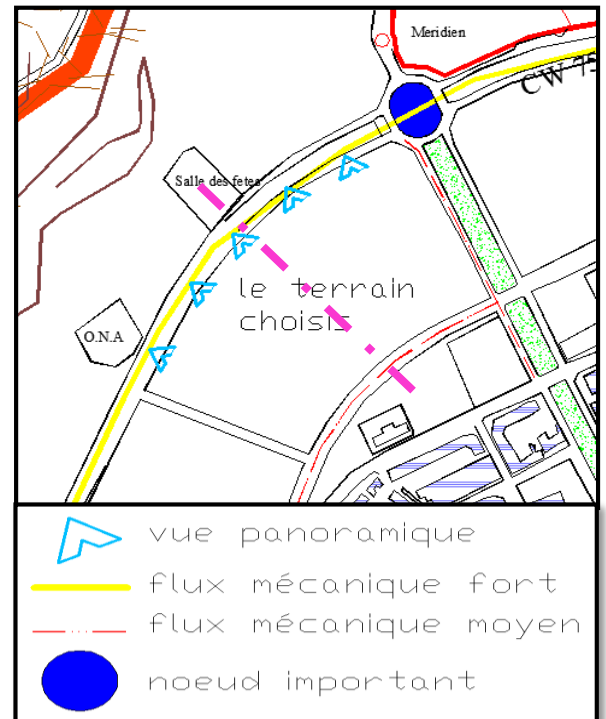 Meridien
CW 75
Salle des fetes
le terrain
choisis
O.N.A
vue panoramique
flux mécanique fort
flux mécanique moyen
noeud important